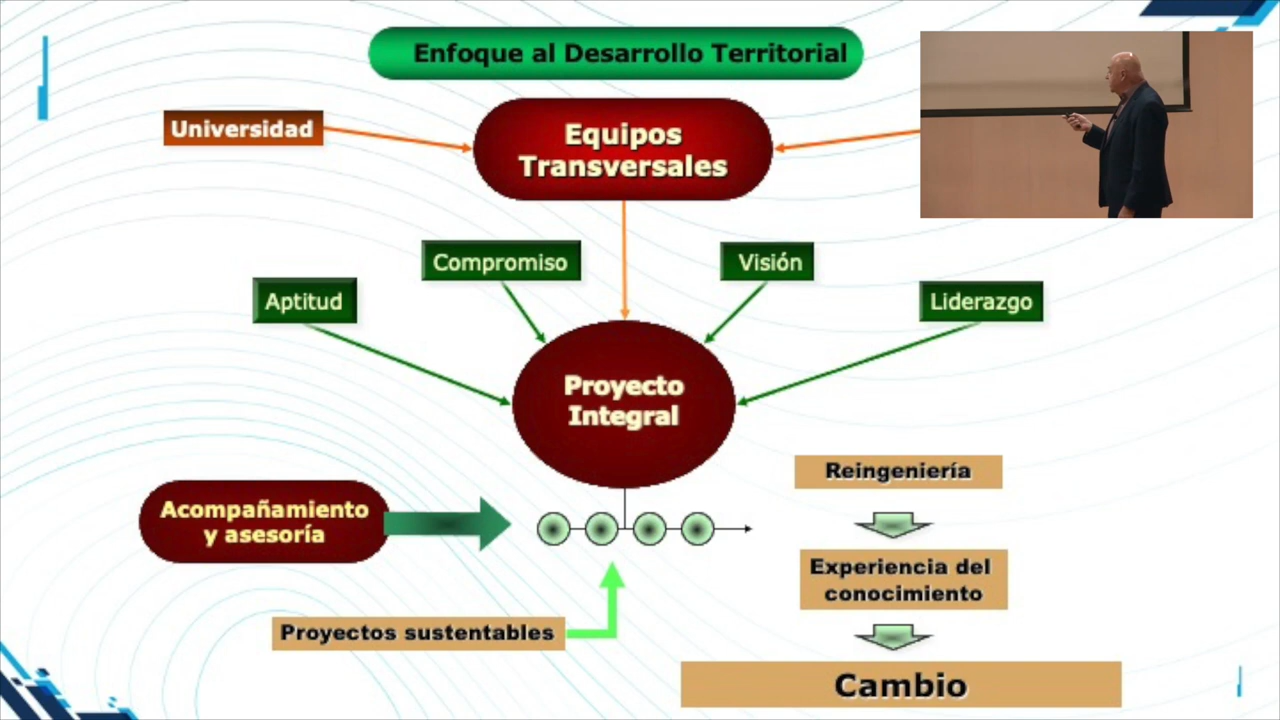 Enfoque al Desarrollo Territorial
Universidad
Equipos
Transversales
Compromiso
Visión
Aptitud
Liderazgo
Proyecto
Integral
Acompañamiento
y asesoría
Proyectos sustentables
Reingeniería
Experiencia del
conocimiento
Cambio